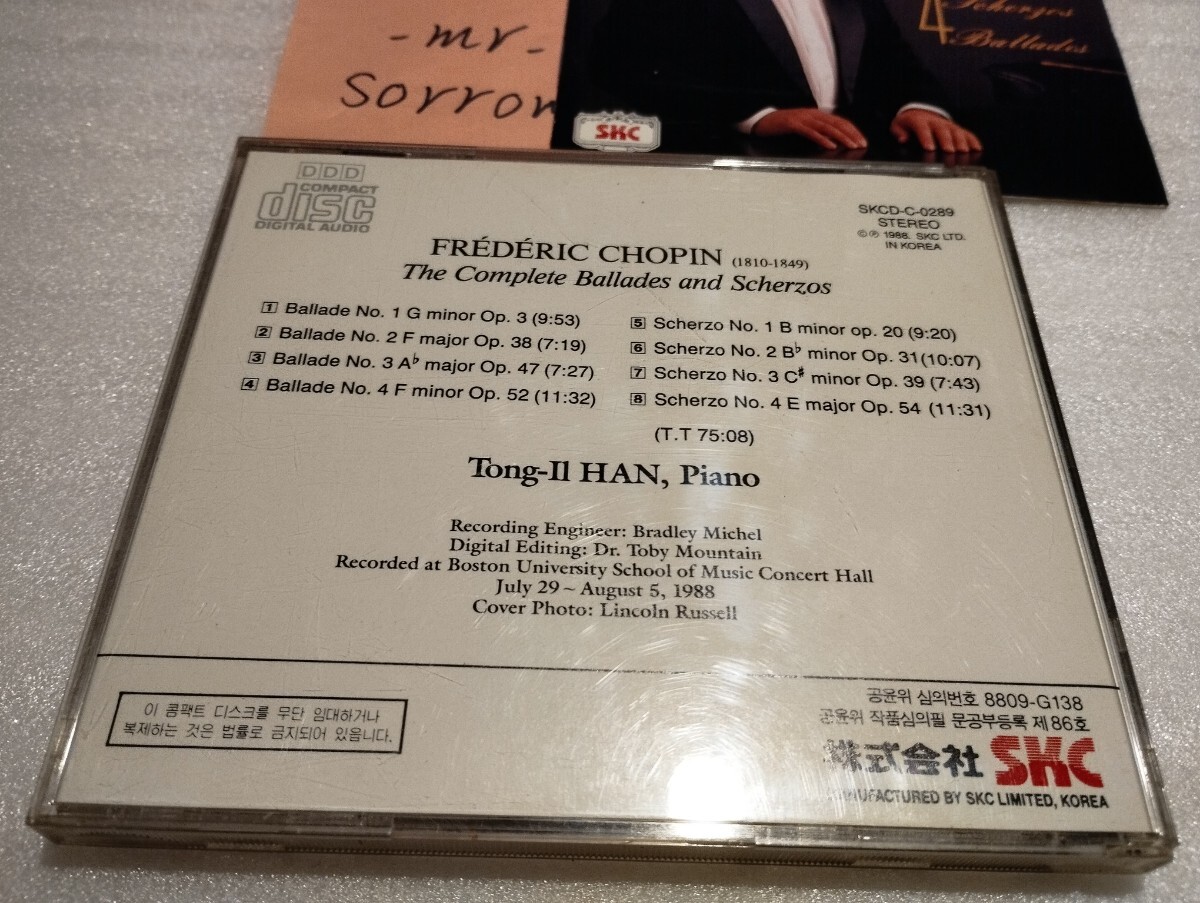 -mr-
4 Scherzos
Ballades
SKC
DDD
COMPACT
disc
DIGITAL AUDIO
SKCD-C-0289
STEREO
©℗ 1988. SKC LTD.
IN KOREA
FRÉDÉRIC CHOPIN (1810-1849)
The Complete Ballades and Scherzos
1 Ballade No. 1 G minor Op. 3 (9:53)
2 Ballade No. 2 F major Op. 38 (7:19)
3 Ballade No. 3 A♭ major Op. 47 (7:27)
4 Ballade No. 4 F minor Op. 52 (11:32)
5 Scherzo No. 1 B minor op. 20 (9:20)
6 Scherzo No. 2 B♭ minor Op. 31 (10:07)
7 Scherzo No. 3 C♯ minor Op. 39 (7:43)
8 Scherzo No. 4 E major Op. 54 (11:31)
(T.T 75:08)
Tong-Il HAN, Piano
Recording Engineer: Bradley Michel
Digital Editing: Dr. Toby Mountain
Recorded at Boston University School of Music Concert Hall
July 29 ~ August 5, 1988
Cover Photo: Lincoln Russell
이 콤팩트 디스크를 무단 임대하거나
복제하는 것은 법률로 금지되어 있읍니다.
공윤위 심의번호 8809-G138
공윤위 작품심의필 문공부등록 제86호
株式会社 SKC
MANUFACTURED BY SKC LIMITED, KOREA